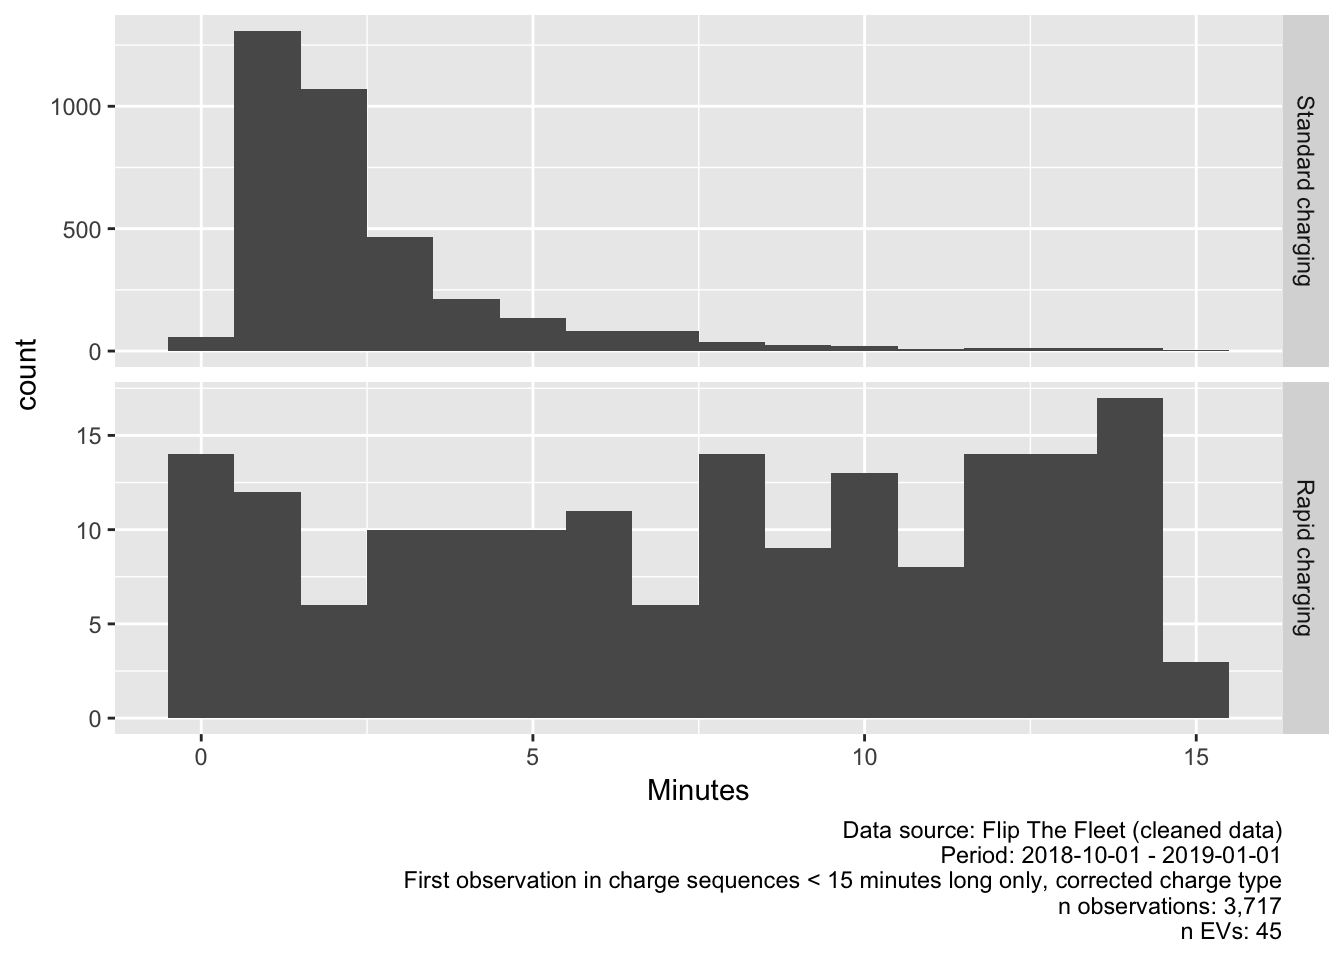 count
1000
500
0
Standard charging
15
10
5
0
Rapid charging
0 5 10 15
Minutes
Data source: Flip The Fleet (cleaned data)
Period: 2018-10-01 - 2019-01-01
First observation in charge sequences < 15 minutes long only, corrected charge type
n observations: 3,717
n EVs: 45